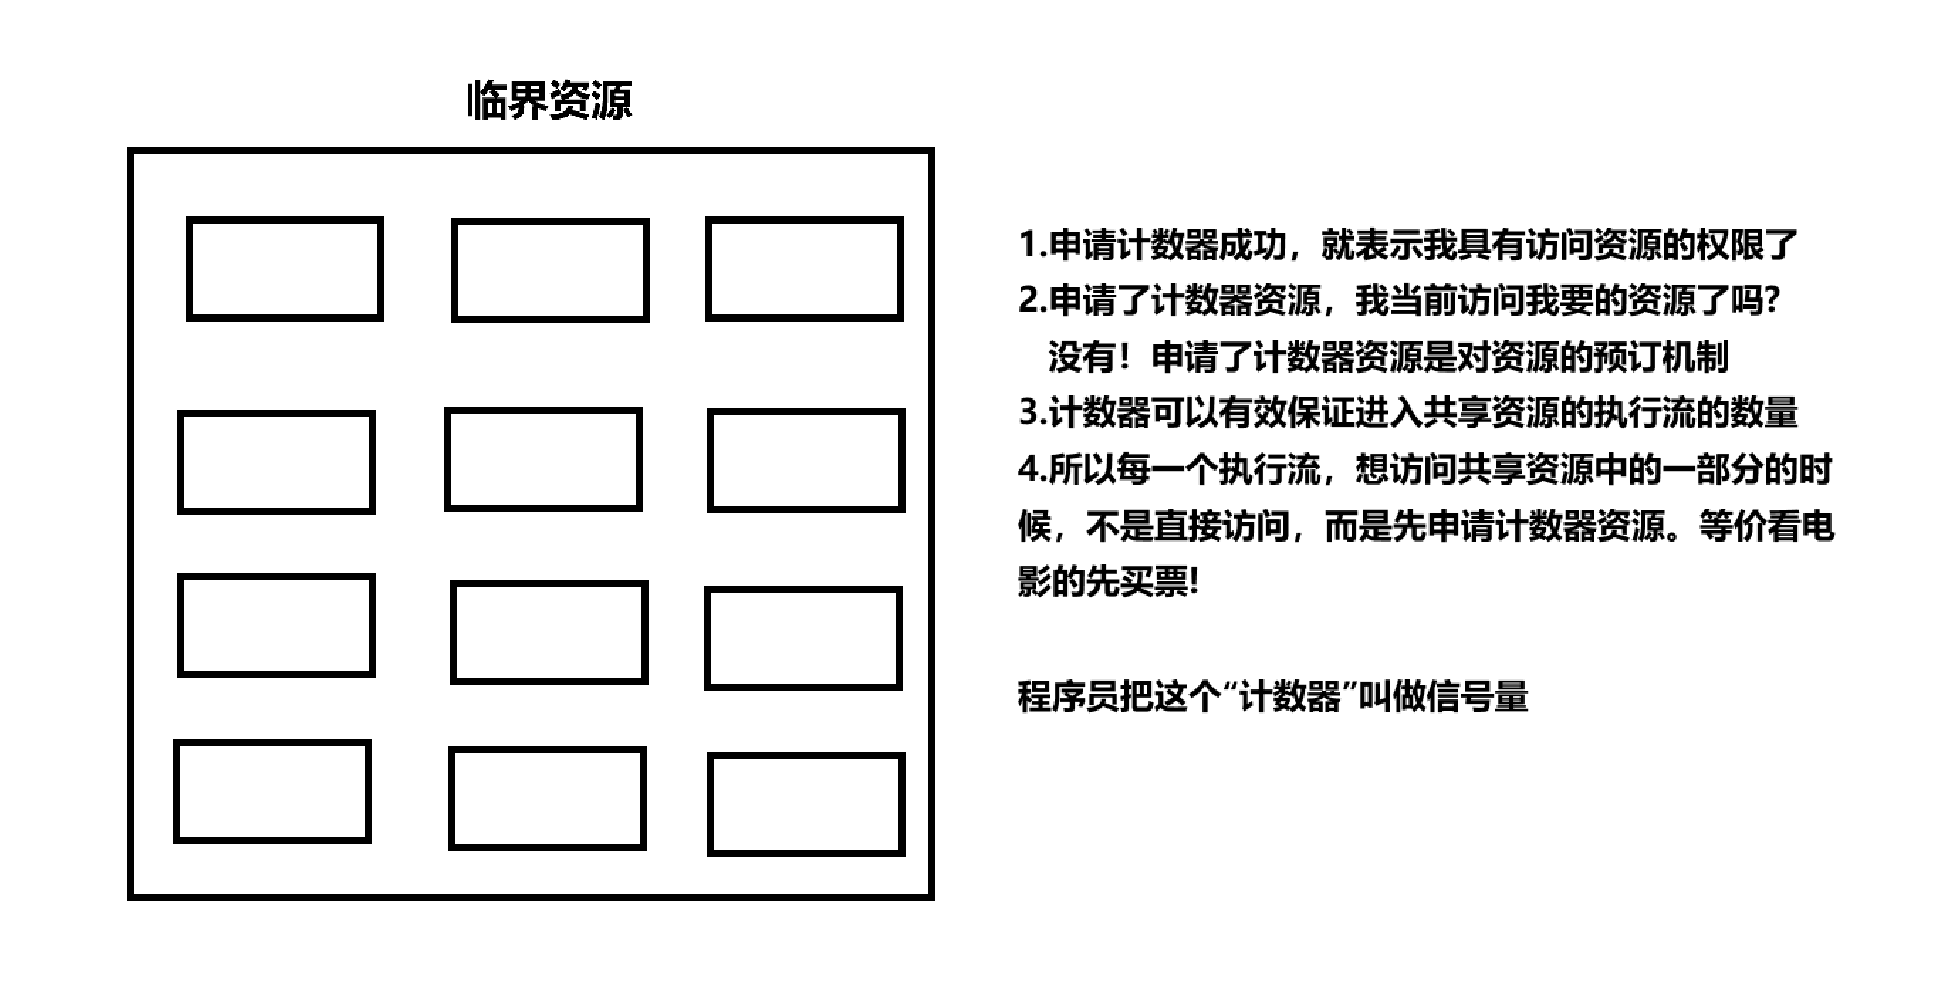 临界资源
1.申请计数器成功，就表示我具有访问资源的权限了
2.申请了计数器资源，我当前访问我要的资源了吗?
没有！申请了计数器资源是对资源的预订机制
3.计数器可以有效保证进入共享资源的执行流的数量
4.所以每一个执行流，想访问共享资源中的一部分的时
候，不是直接访问，而是先申请计数器资源。等价看电
影的先买票!
程序员把这个“计数器”叫做信号量